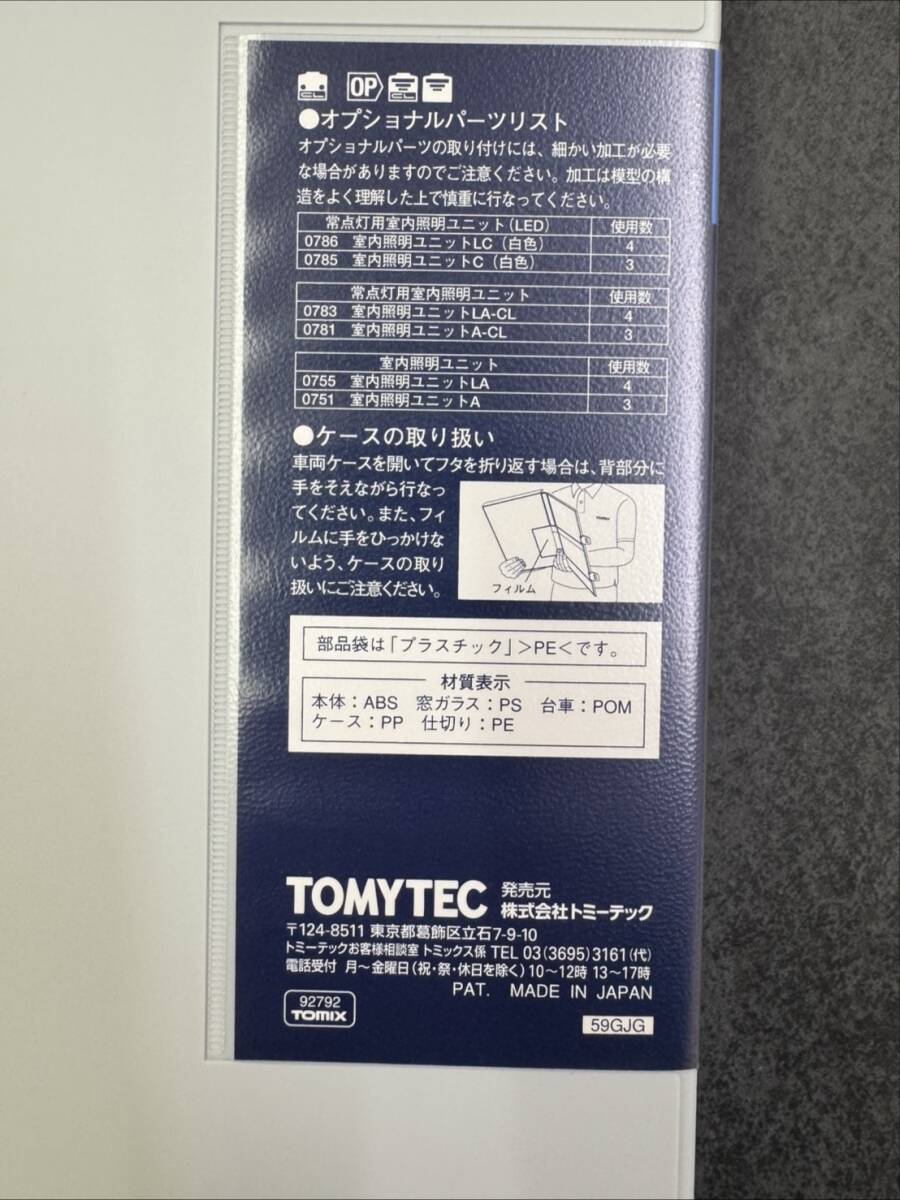 CL OP CL
●オプショナルパーツリスト
オプショナルパーツの取り付けには、細かい加工が必要
な場合がありますのでご注意ください。加工は模型の構
造をよく理解した上で慎重に行なってください。
常点灯用室内照明ユニット(LED) 使用数
0786 室内照明ユニットLC(白色) 4
0785 室内照明ユニットC(白色) 3
常点灯用室内照明ユニット 使用数
0783 室内照明ユニットLA-CL 4
0781 室内照明ユニットA-CL 3
室内照明ユニット 使用数
0755 室内照明ユニットLA 4
0751 室内照明ユニットA 3
●ケースの取り扱い
車両ケースを開いてフタを折り返す場合は、背部分に
手をそえながら行なっ
てください。また、フィ
ルムに手をひっかけな
いよう、ケースの取り
扱いにご注意ください。
フィルム
部品袋は「プラスチック」>PE<です。
材質表示
本体：ABS 窓ガラス：PS 台車：POM
ケース：PP 仕切り：PE
TOMYTEC 発売元
株式会社トミーテック
〒124-8511 東京都葛飾区立石7-9-10
トミーテックお客様相談室 トミックス係 TEL 03(3695)3161(代)
電話受付 月〜金曜日(祝・祭・休日を除く)10〜12時 13〜17時
PAT. MADE IN JAPAN
92792
TOMIX
59GJG